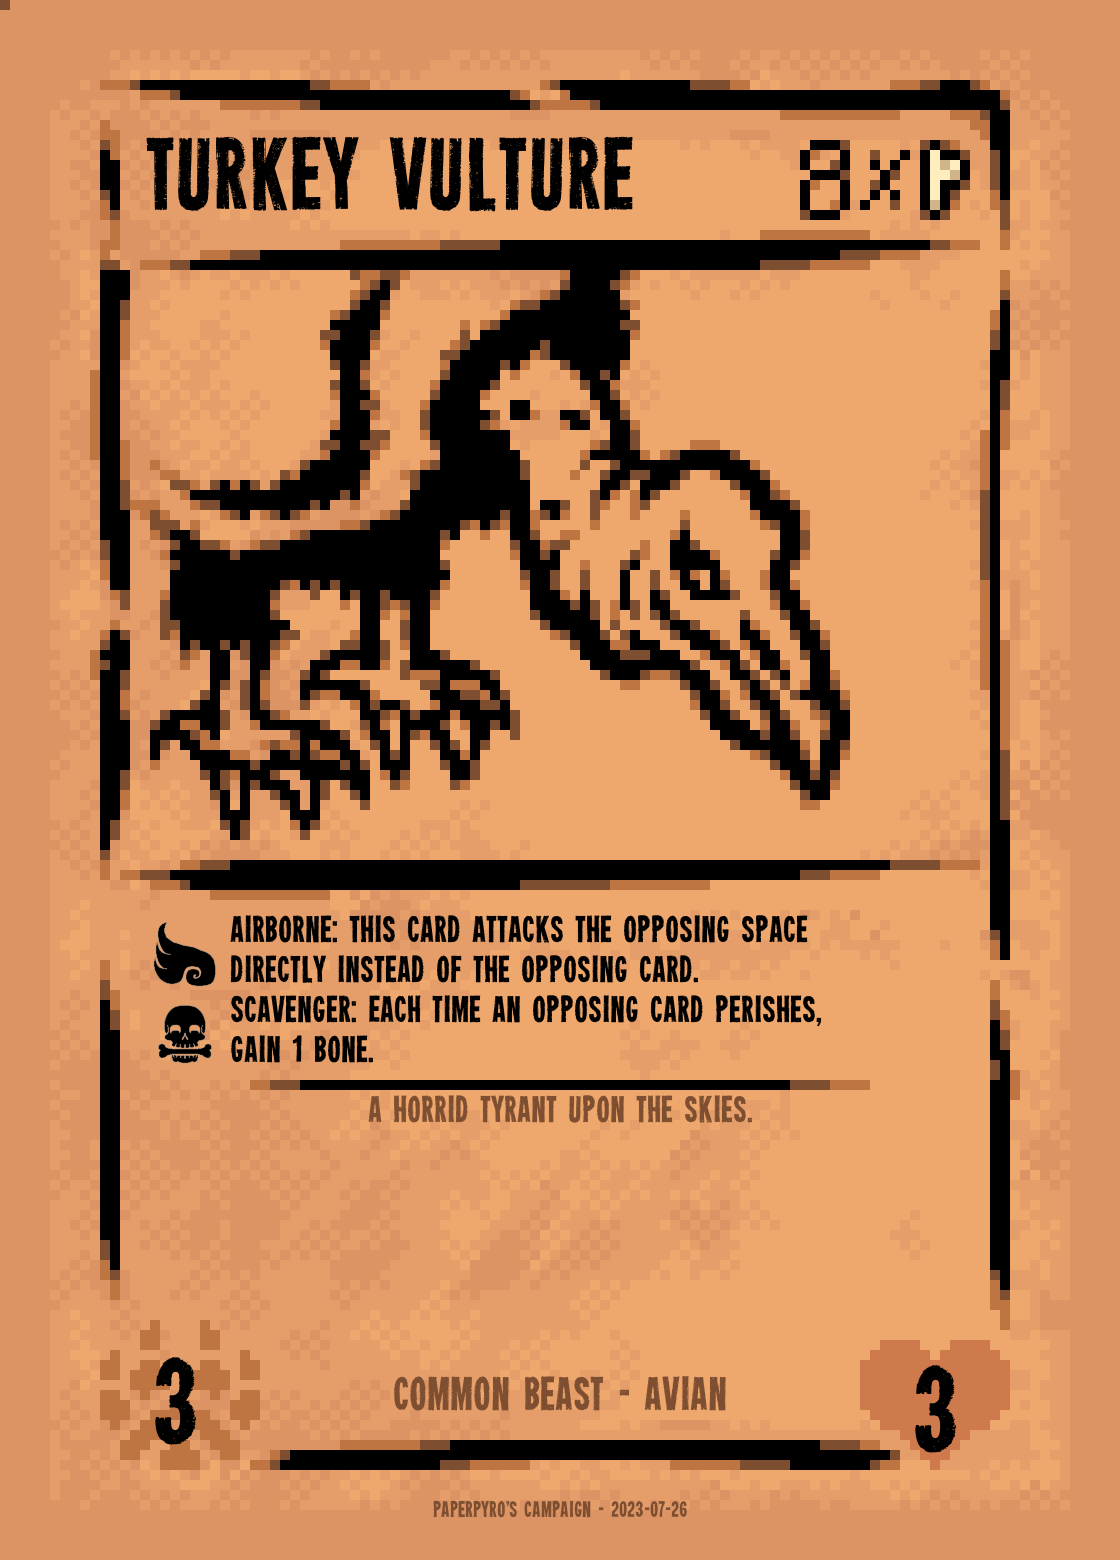 TURKEY VULTURE
8x
AIRBORNE: THIS CARD ATTACKS THE OPPOSING SPACE
DIRECTLY INSTEAD OF THE OPPOSING CARD.
SCAVENGER: EACH TIME AN OPPOSING CARD PERISHES,
GAIN 1 BONE.
A HORRID TYRANT UPON THE SKIES.
3
COMMON BEAST - AVIAN
3
PAPERPYRO'S CAMPAIGN - 2023-07-26